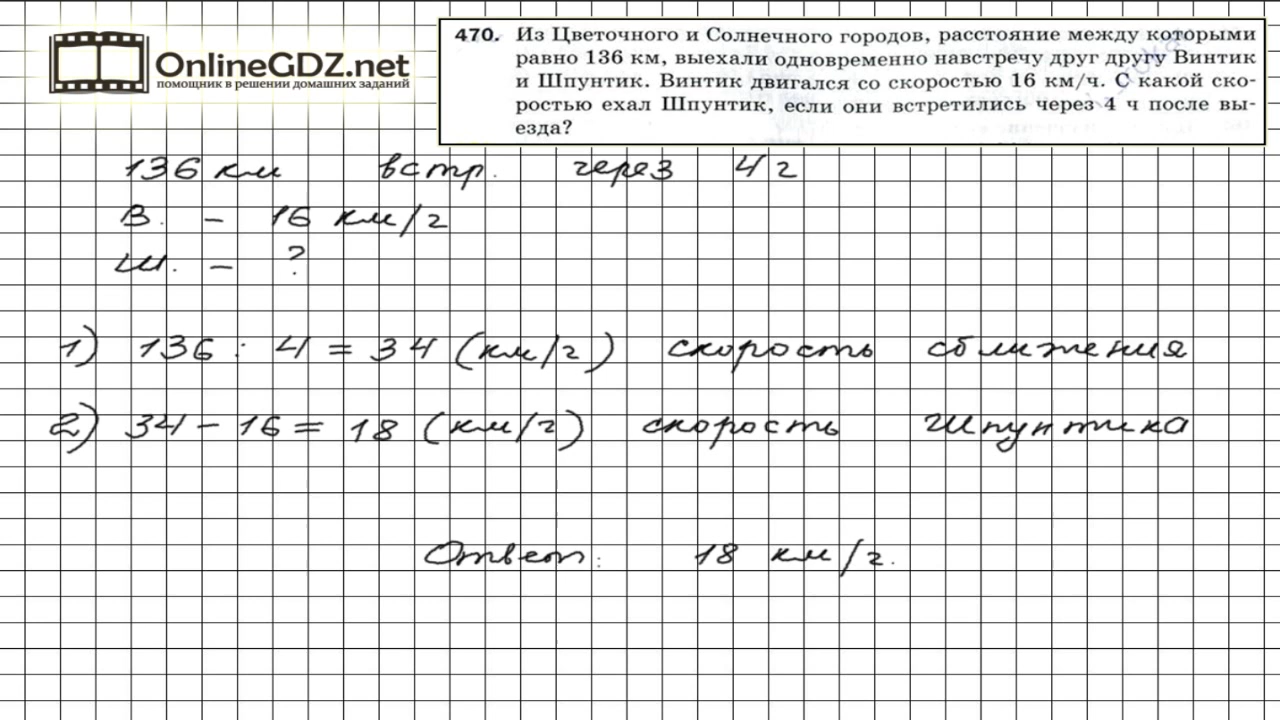 OnlineGDZ.net
помощник в решении домашних заданий
470. Из Цветочного и Солнечного городов, расстояние между которыми
равно 136 км, выехали одновременно навстречу друг другу Винтик
и Шпунтик. Винтик двигался со скоростью 16 км/ч. С какой ско-
ростью ехал Шпунтик, если они встретились через 4 ч после вы-
езда?
136 км встр. через 4 ч
В. - 16 км/ч
Ш. - ?
1) 136 : 4 = 34 (км/ч) скорость сближения
2) 34 - 16 = 18 (км/ч) скорость Шпунтика
Ответ: 18 км/ч.